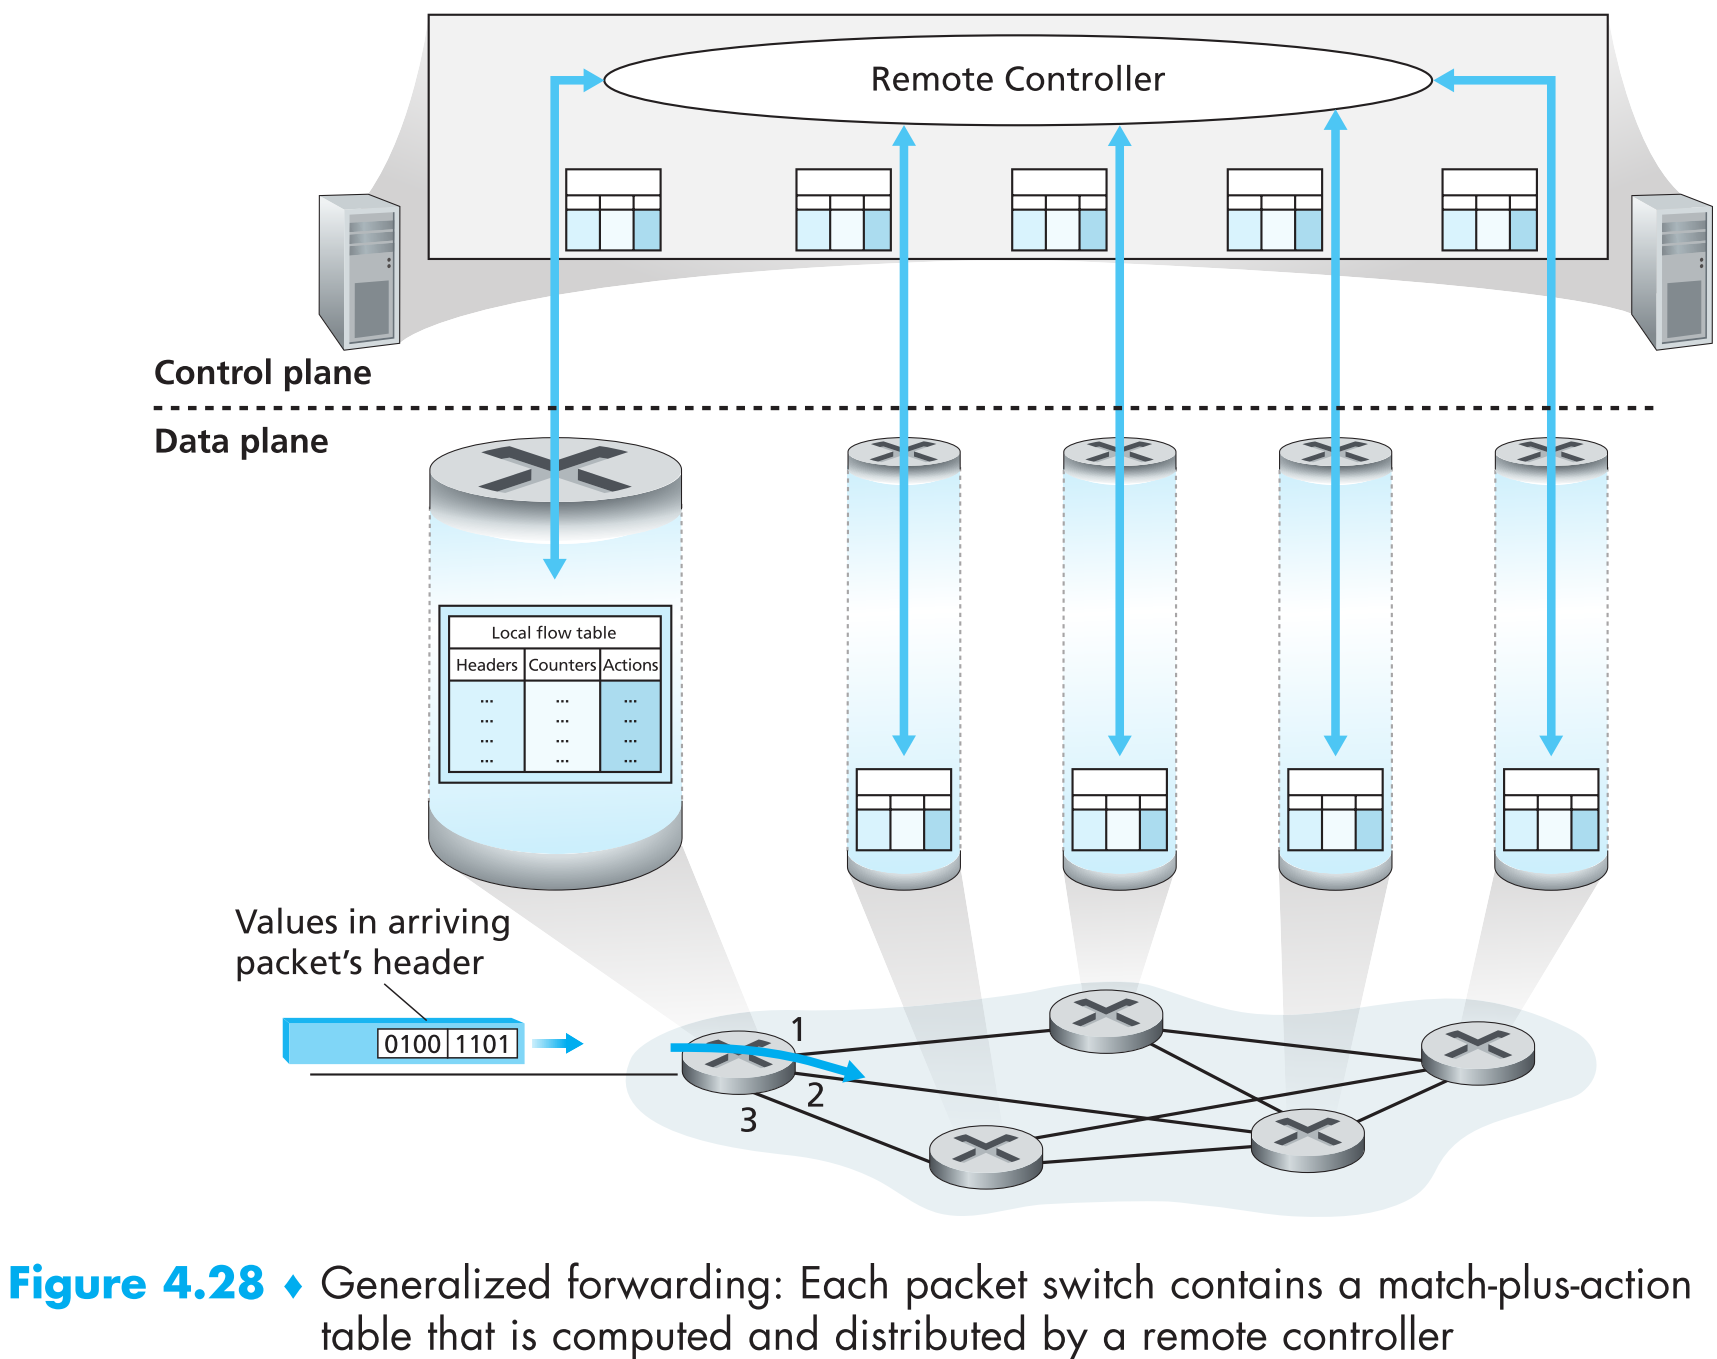 Remote Controller
Control plane
Data plane
Local flow table
Headers Counters Actions
... ... ...
... ... ...
... ... ...
... ... ...
Values in arriving
packet’s header
0100 1101
1
2
3
Figure 4.28 ♦ Generalized forwarding: Each packet switch contains a match-plus-action
table that is computed and distributed by a remote controller